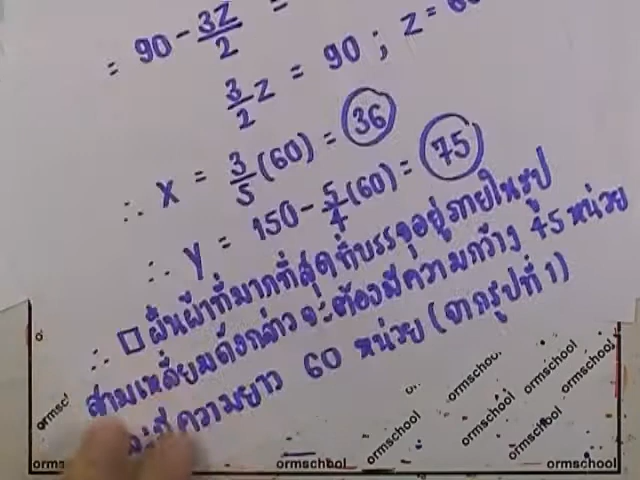 = 90 - 3Z/2 =
3/2 Z = 90 ; Z = 60
∴ X = 3/5 (60) = 36
∴ y = 150 - 5/4 (60) = 75
∴ □ ผืนผ้าที่มากที่สุดที่บรรจุอยู่ภายในรูป
สามเหลี่ยมดังกล่าว จะต้องมีความกว้าง 45 หน่วย
และมีความยาว 60 หน่วย (จากรูปที่ 1)
ormschool
ormschool
ormschool
ormschool
ormschool
ormschool
ormschool